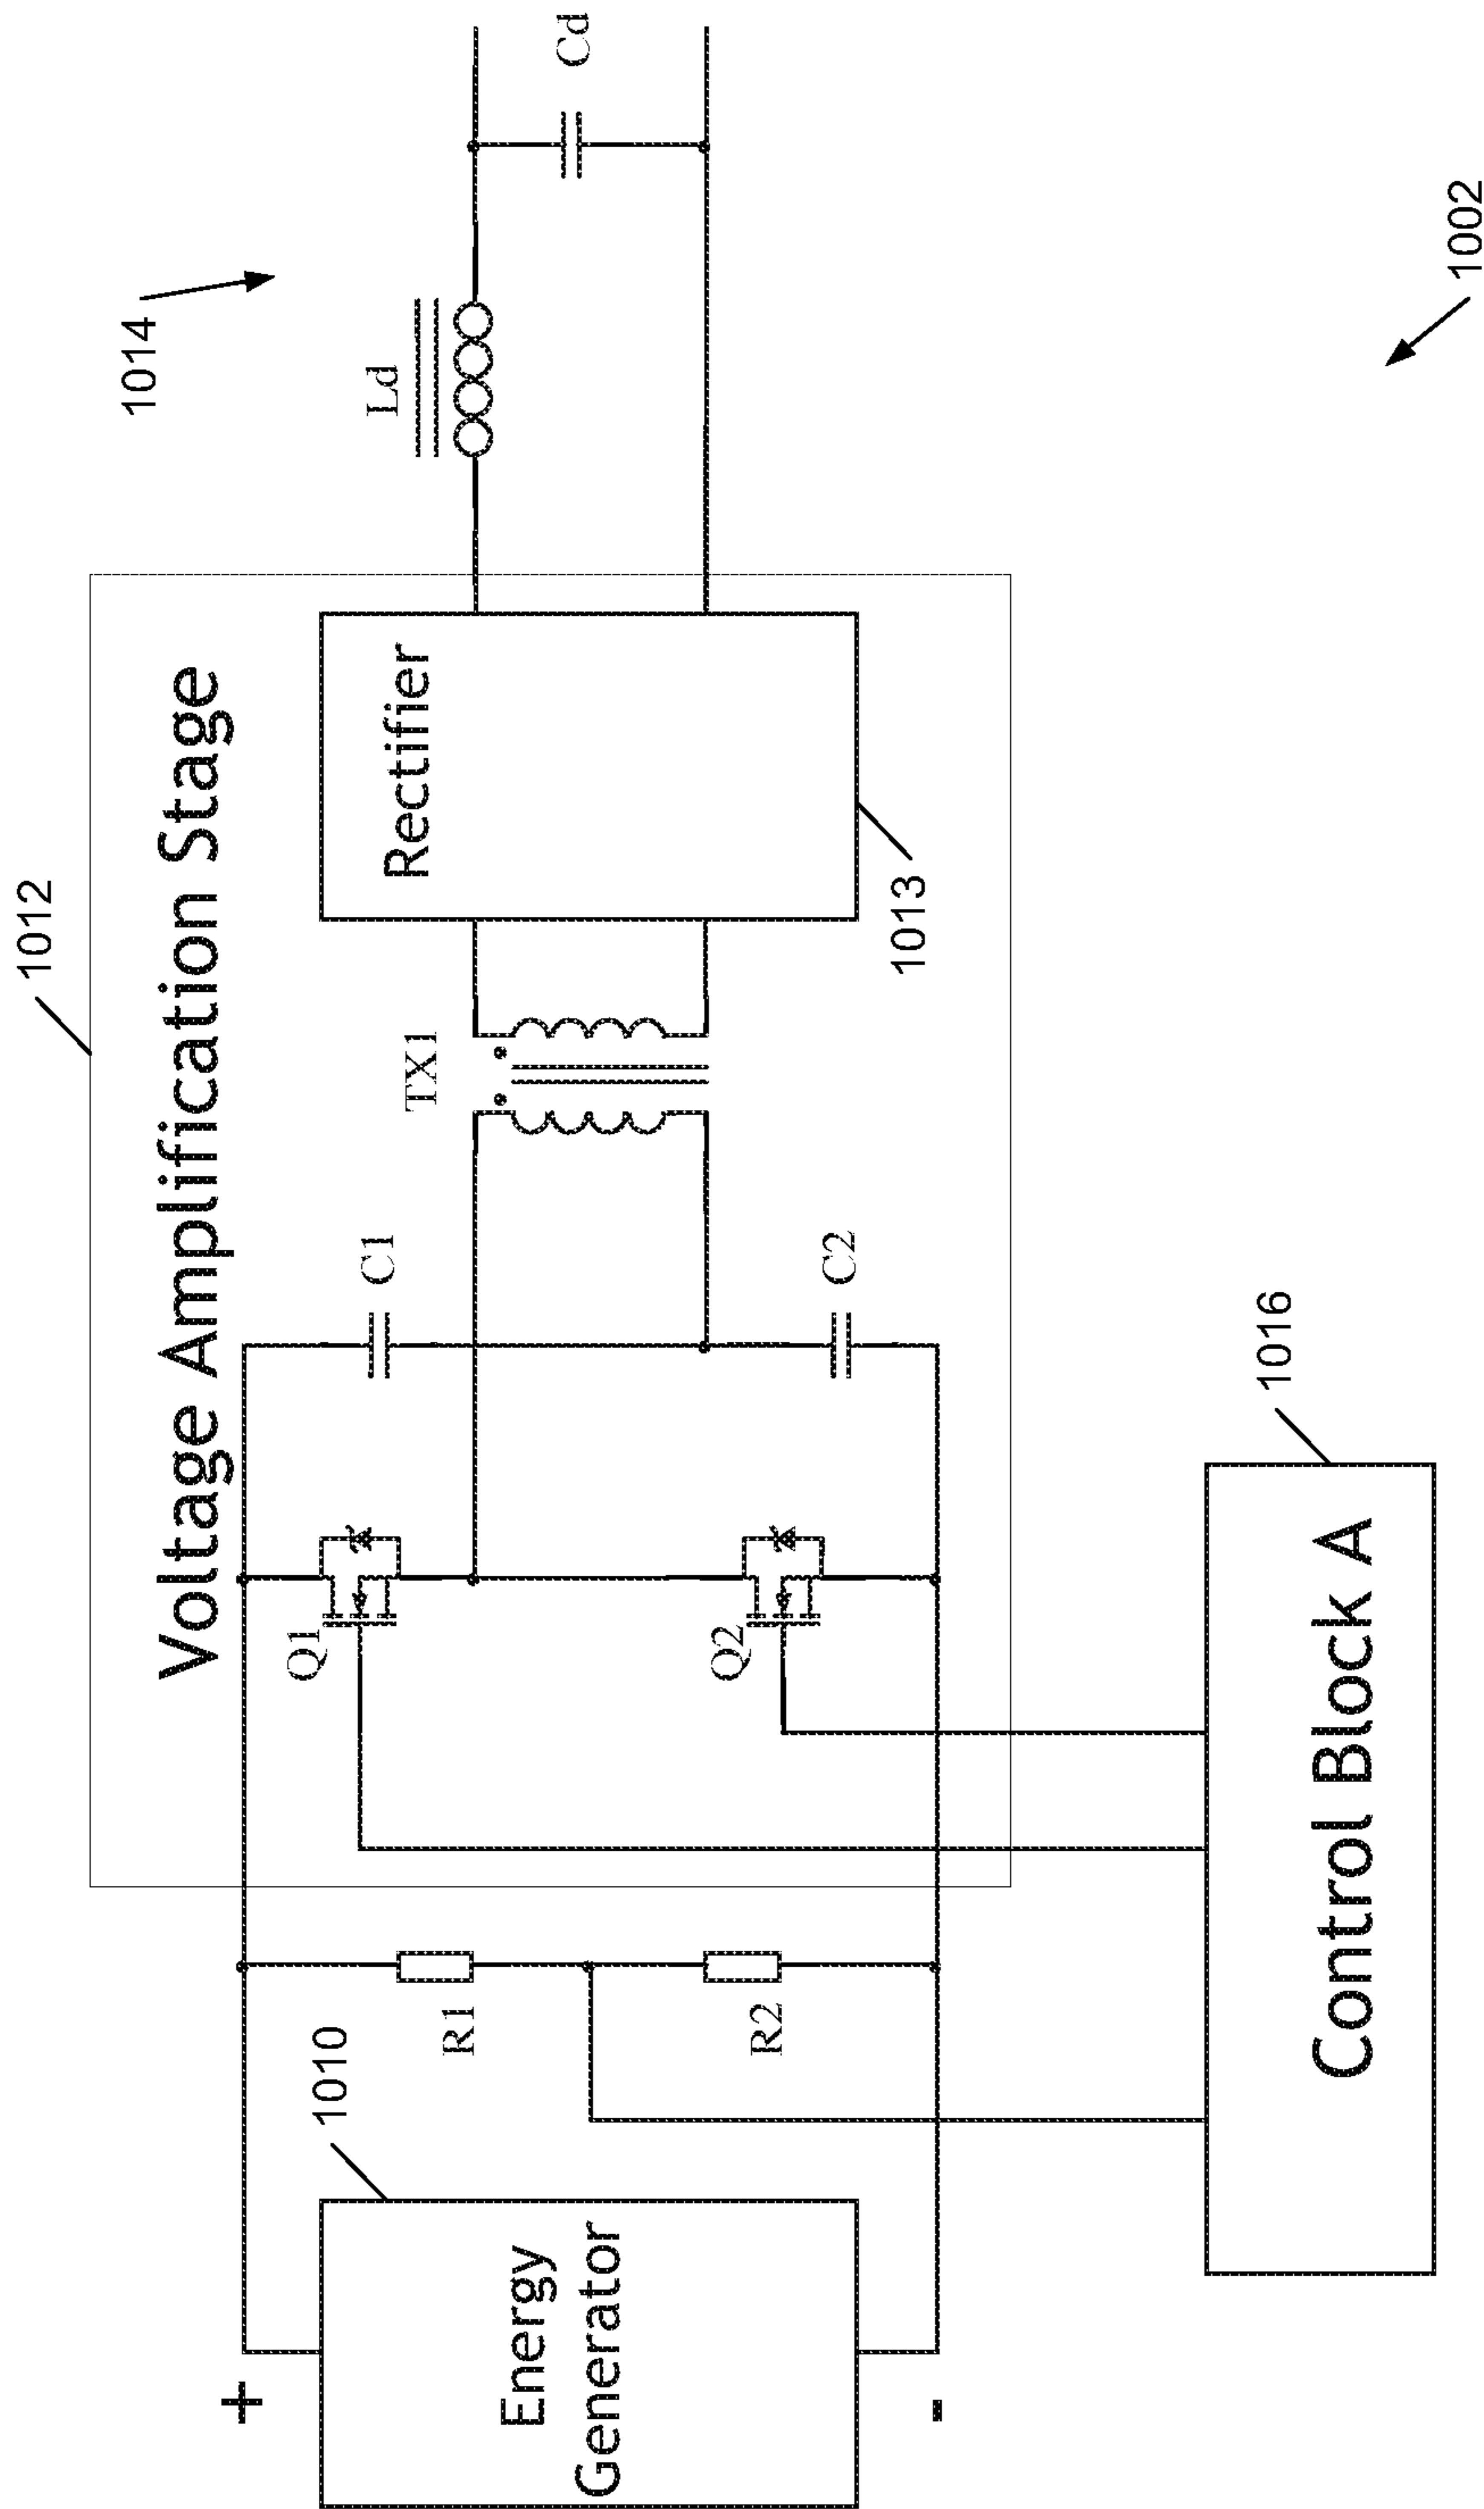 1012
1014
Voltage Amplification Stage
Ld
Cd
TX1
Rectifier
1013
C1
C2
Q1
Q2
R1
R2
1010
+
Energy
Generator
-
1016
Control Block A
1002